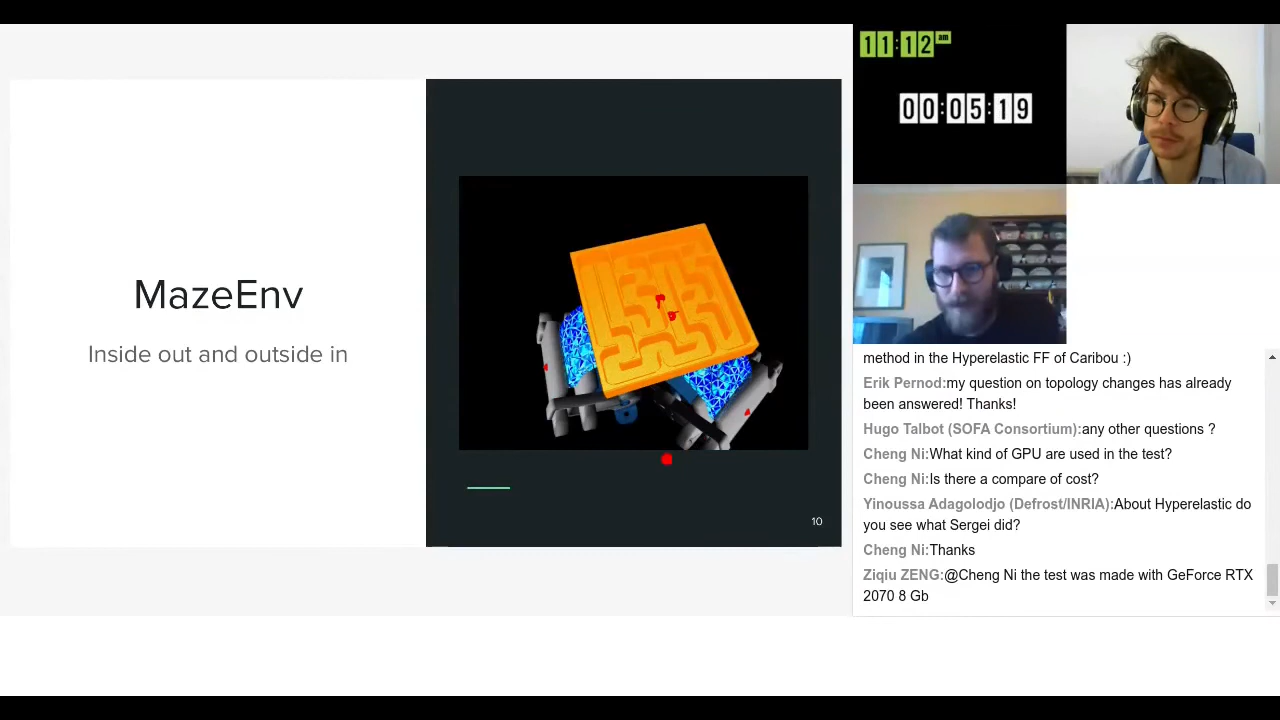 MazeEnv
Inside out and outside in
10
11:12 am
00:05:19
method in the Hyperelastic FF of Caribou :)
Erik Pernod:my question on topology changes has already
been answered! Thanks!
Hugo Talbot (SOFA Consortium):any other questions ?
Cheng Ni:What kind of GPU are used in the test?
Cheng Ni:Is there a compare of cost?
Yinoussa Adagolodjo (Defrost/INRIA):About Hyperelastic do
you see what Sergei did?
Cheng Ni:Thanks
Ziqiu ZENG:@Cheng Ni the test was made with GeForce RTX
2070 8 Gb